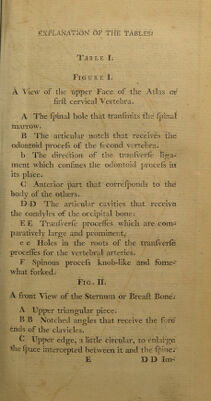 EXPLANATION OF THE TABLES.
TABLE I.
FIGURE I.
A View of the upper Face of the Atlas or
firſt cervical Vertebra.
A The ſpinal hole that tranſmits the ſpinal
marrow.
B The articular notch that receives the
odontoid proceſs of the ſecond vertebra.
b The direction of the tranſverſe liga-
ment which confines the odontoid proceſs in
its place.
C Anterior part that correſponds to the
body of the others.
D D The articular cavities that receive
the condyles of the occipital bone.
E E Tranſverſe proceſſes which are com-
paratively large and prominent.
e e Holes in the roots of the tranſverſe
proceſſes for the vertebral arteries.
F Spinous proceſs knob-like and ſome-
what forked.
FIG. II.
A front View of the Sternum or Breaſt Bone.
A Upper triangular piece.
B B Notched angles that receive the fore
ends of the clavicles.
C Upper edge, a little circular, to enlarge
the ſpace intercepted between it and the ſpine.
E D D Im-